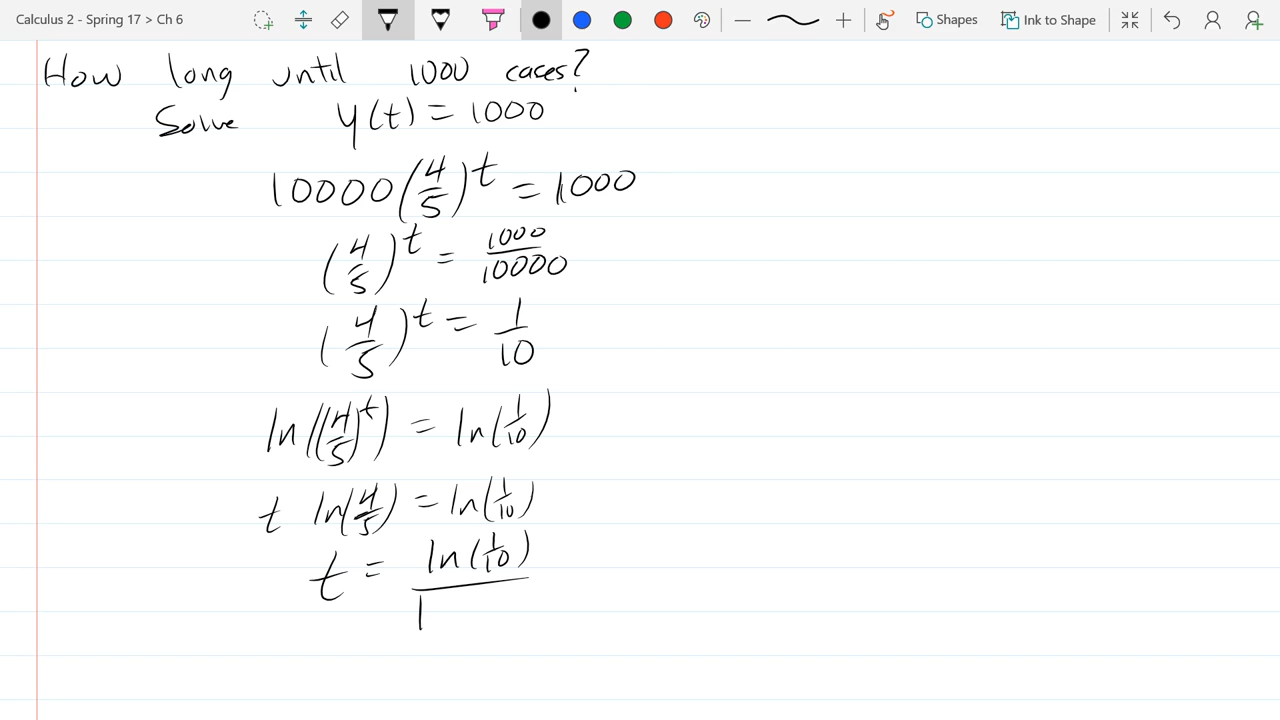 Calculus 2 - Spring 17 > Ch 6 Shapes Ink to Shape
How long until 1000 cases?
Solve y(t) = 1000
10000(4/5)^t = 1000
(4/5)^t = 1000/10000
(4/5)^t = 1/10
ln((4/5)^t) = ln(1/10)
t ln(4/5) = ln(1/10)
t = ln(1/10)/l